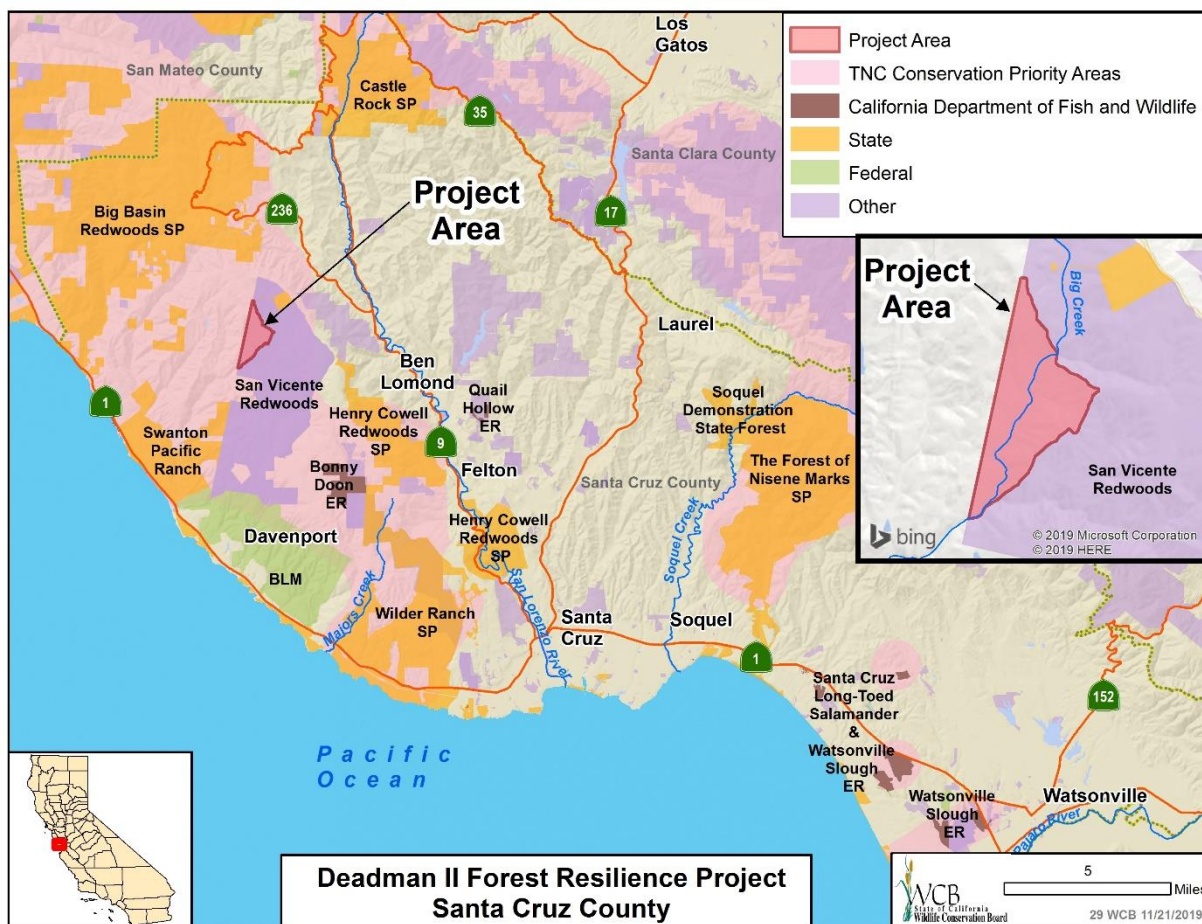 Los
Gatos
San Mateo County
Castle
Rock SP
35
Santa Clara County
Project
Area
Big Basin
Redwoods SP
236
17
Laurel
Ben
Lomond
San Vicente
Redwoods
Quail
Hollow
ER
Henry Cowell
Redwoods
SP
Soquel
Demonstration
State Forest
1
Swanton
Pacific
Ranch
9
Felton
The Forest of
Nisene Marks
SP
Bonny
Doon
ER
Santa Cruz County
Henry Cowell
Redwoods
SP
Davenport
BLM
Soquel Creek
Majors Creek
Wilder Ranch
SP
San Lorenzo River
Santa
Cruz
Soquel
1
Santa Cruz
Long-Toed
Salamander
&
Watsonville
Slough
ER
152
Pacific
Ocean
Watsonville
Slough
ER
Watsonville
Pajaro River
Project Area
TNC Conservation Priority Areas
California Department of Fish and Wildlife
State
Federal
Other
Project
Area
Big Creek
San Vicente
Redwoods
bing
© 2019 Microsoft Corporation
© 2019 HERE
Deadman II Forest Resilience Project
Santa Cruz County
WCB
State of California
Wildlife Conservation Board
5
Miles
29 WCB 11/21/2019